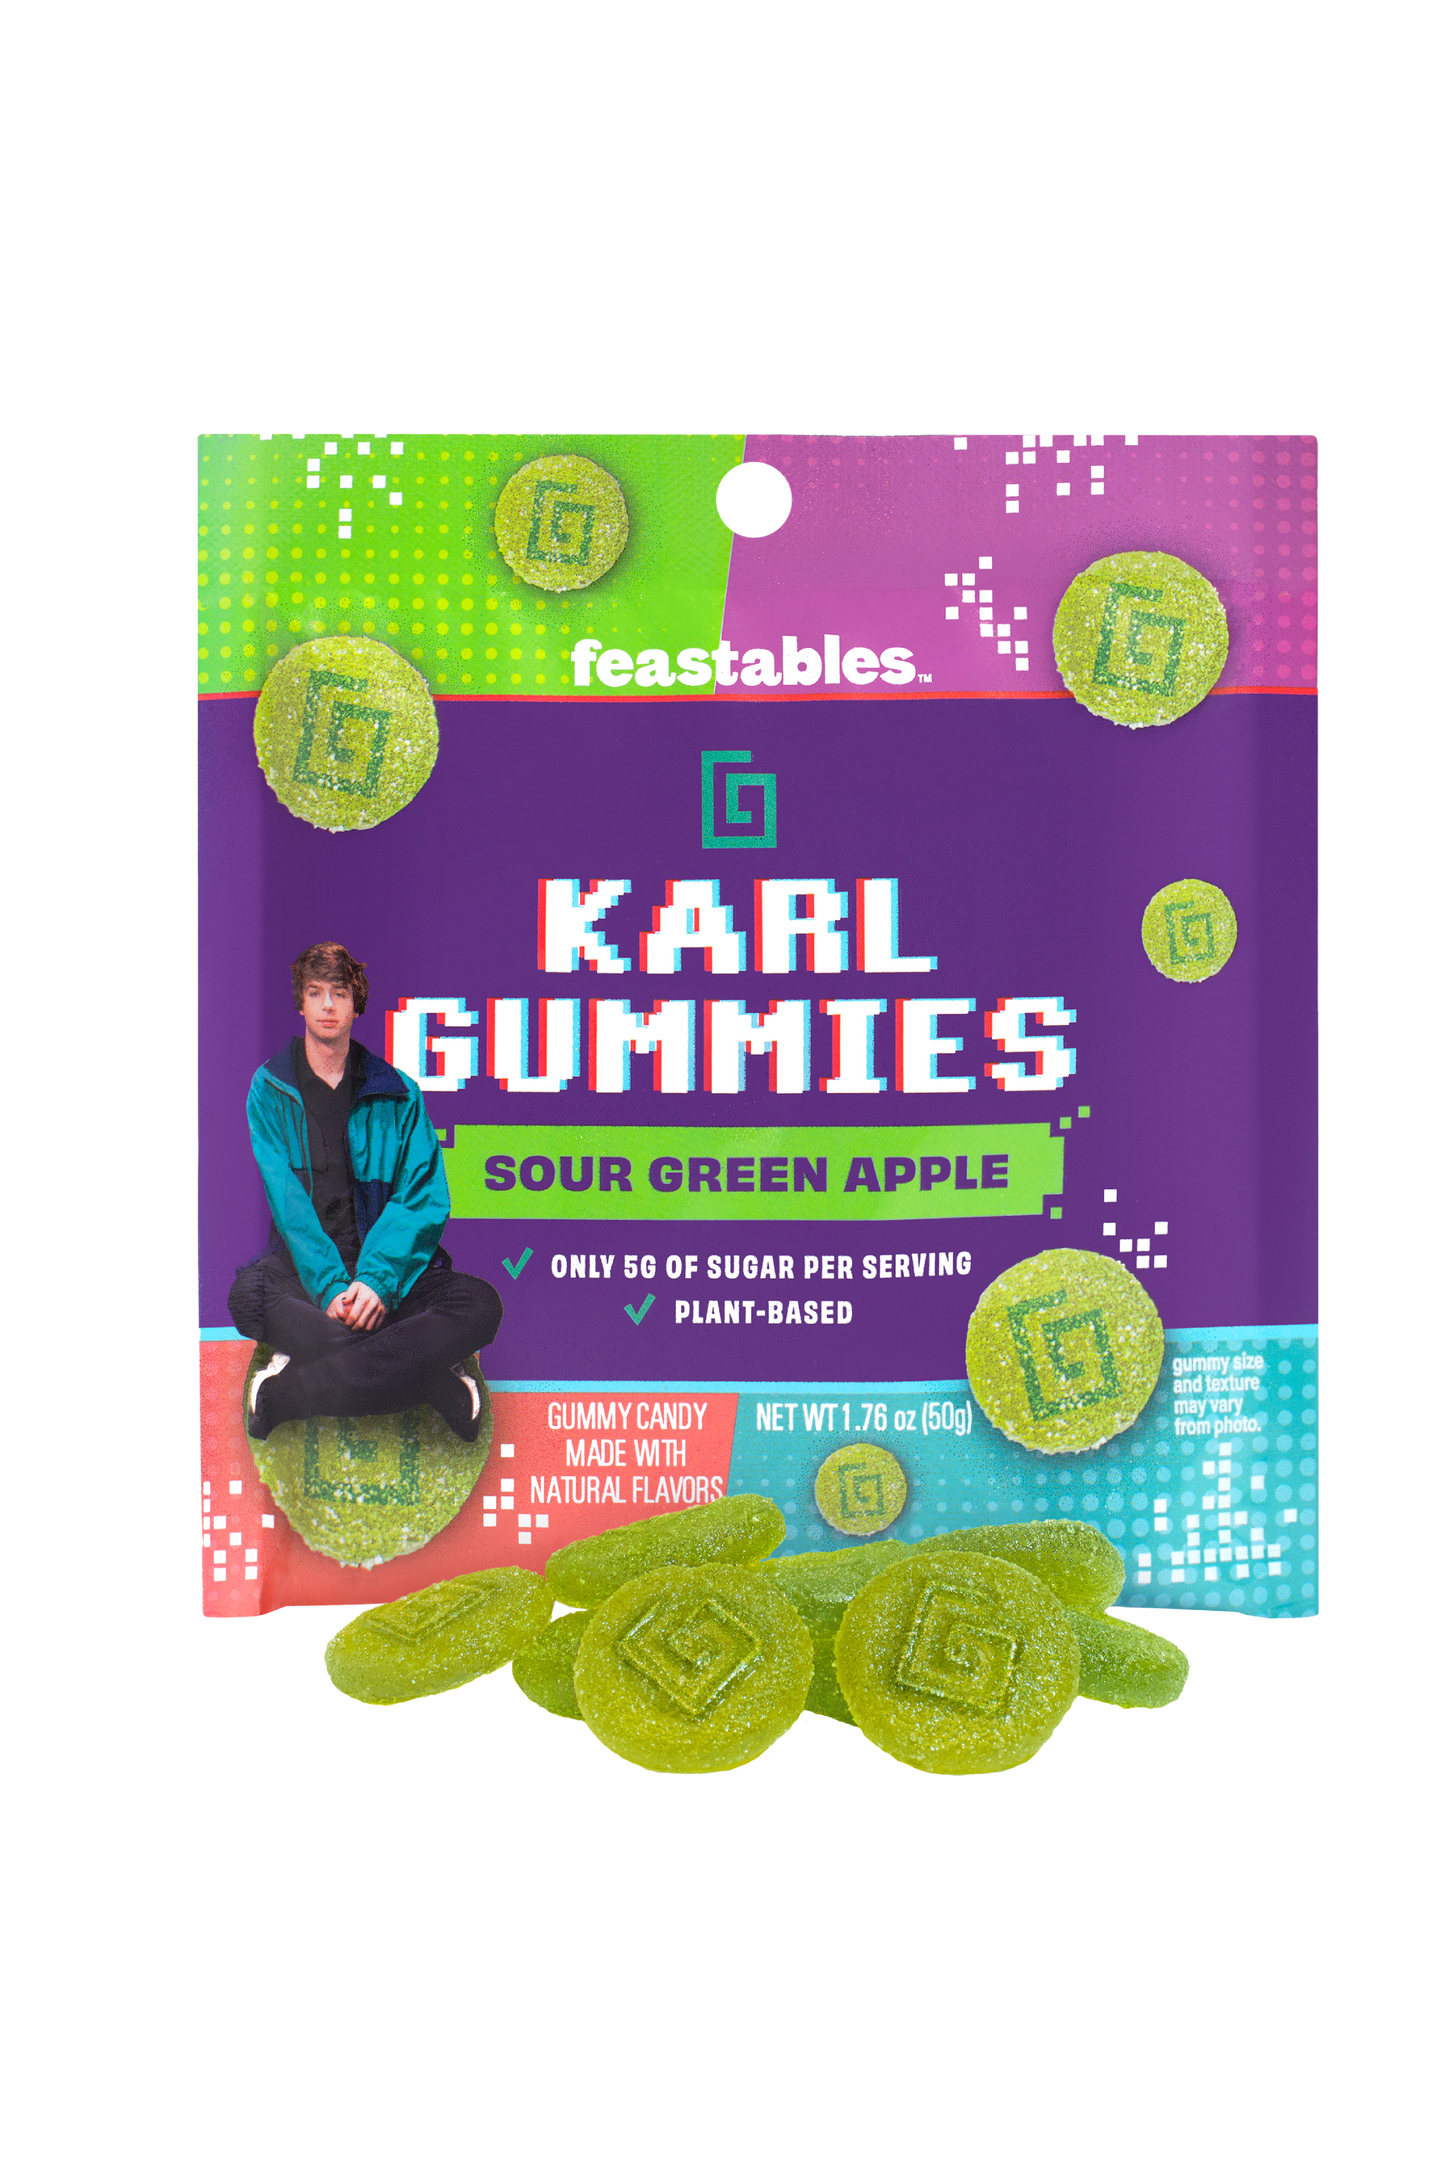 feastables™
KARL
GUMMIES
SOUR GREEN APPLE
ONLY 5G OF SUGAR PER SERVING
PLANT-BASED
GUMMY CANDY
MADE WITH
NATURAL FLAVORS
NET WT 1.76 oz (50g)
gummy size
and texture
may vary
from photo.